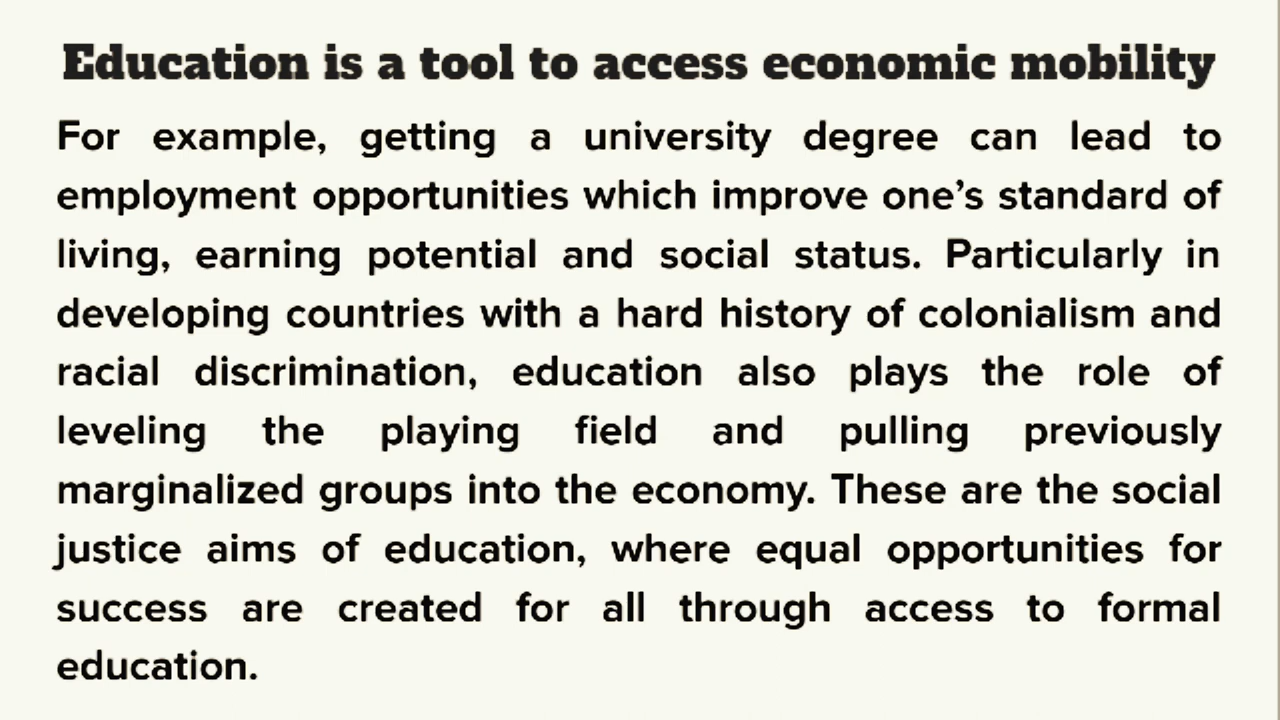 Education is a tool to access economic mobility
For example, getting a university degree can lead to
employment opportunities which improve one’s standard of
living, earning potential and social status. Particularly in
developing countries with a hard history of colonialism and
racial discrimination, education also plays the role of
leveling the playing field and pulling previously
marginalized groups into the economy. These are the social
justice aims of education, where equal opportunities for
success are created for all through access to formal
education.